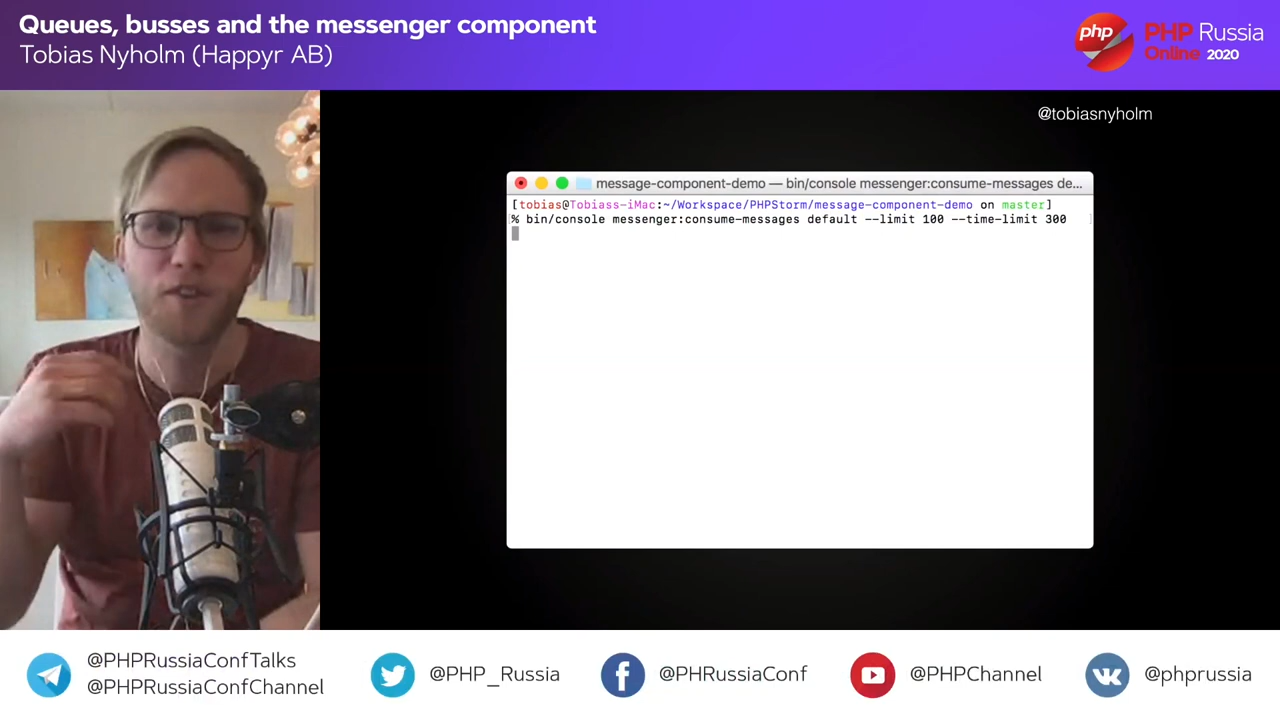 Queues, busses and the messenger component
Tobias Nyholm (Happyr AB)
php
PHP Russia
Online 2020
@tobiasnyholm
message-component-demo — bin/console messenger:consume-messages de...
[tobias@Tobiass-iMac:~/Workspace/PHPStorm/message-component-demo on master]
% bin/console messenger:consume-messages default --limit 100 --time-limit 300
@PHPRussiaConfTalks
@PHPRussiaConfChannel
@PHP_Russia
@PHRussiaConf
@PHPChannel
@phprussia